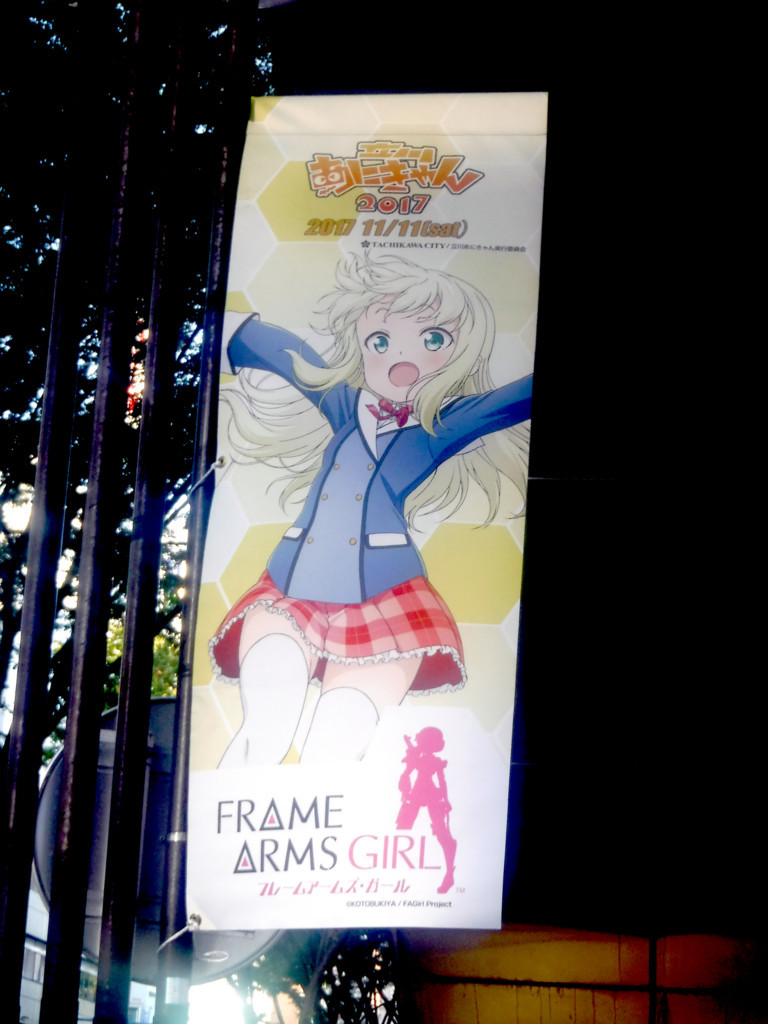 立川
あにきゃん
2017
2017 11/11(sat)
TACHIKAWA CITY/立川あにきゃん実行委員会
FRAME
ARMS GIRL
フレームアームズ・ガール
TM
©KOTOBUKIYA / FAGirl Project